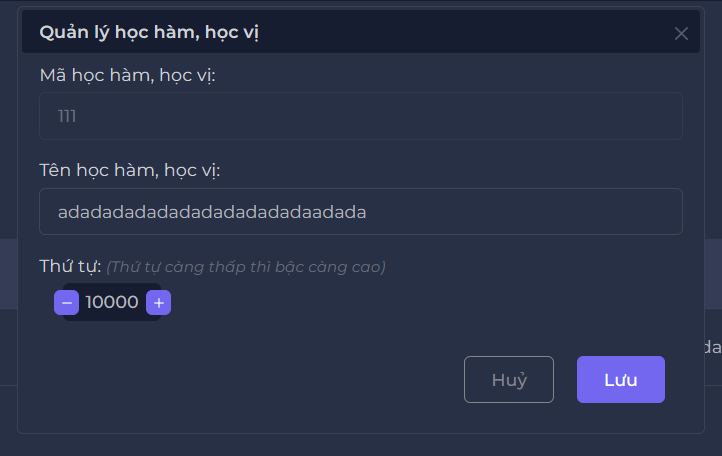 Quản lý học hàm, học vị
Mã học hàm, học vị:
111
Tên học hàm, học vị:
adadadadadadadadadadadaadada
Thứ tự: (Thứ tự càng thấp thì bậc càng cao)
− 10000 +
da
Huỷ Lưu